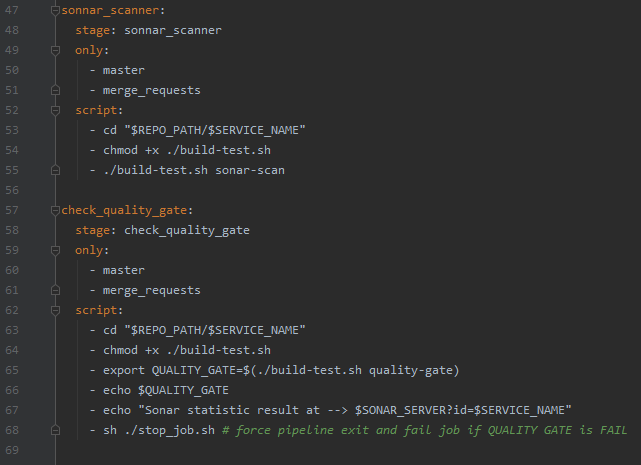 47 sonnar_scanner:
48 stage: sonnar_scanner
49 only:
50 - master
51 - merge_requests
52 script:
53 - cd "$REPO_PATH/$SERVICE_NAME"
54 - chmod +x ./build-test.sh
55 - ./build-test.sh sonar-scan
56
57 check_quality_gate:
58 stage: check_quality_gate
59 only:
60 - master
61 - merge_requests
62 script:
63 - cd "$REPO_PATH/$SERVICE_NAME"
64 - chmod +x ./build-test.sh
65 - export QUALITY_GATE=$(./build-test.sh quality-gate)
66 - echo $QUALITY_GATE
67 - echo "Sonar statistic result at --> $SONAR_SERVER?id=$SERVICE_NAME"
68 - sh ./stop_job.sh # force pipeline exit and fail job if QUALITY GATE is FAIL
69